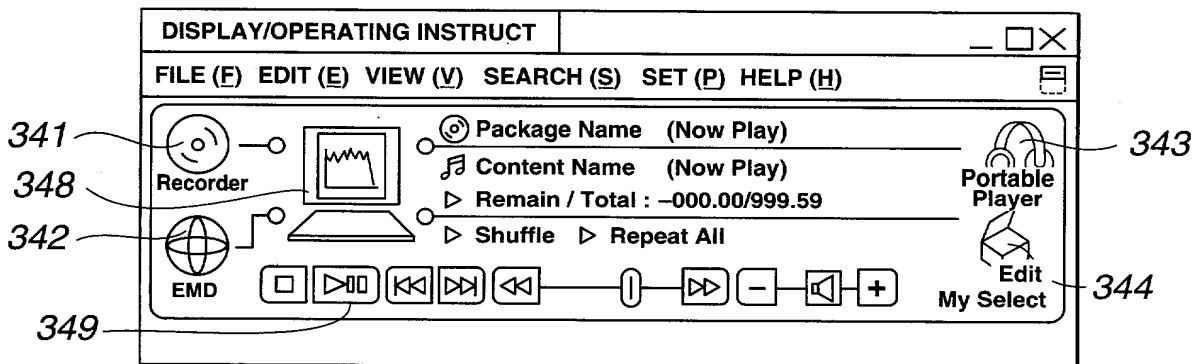 DISPLAY/OPERATING INSTRUCT
FILE (F) EDIT (E) VIEW (V) SEARCH (S) SET (P) HELP (H)
341
Recorder
348
342
EMD
349
Package Name (Now Play)
Content Name (Now Play)
Remain / Total : –000.00/999.59
Shuffle Repeat All
343
Portable
Player
Edit
My Select
344